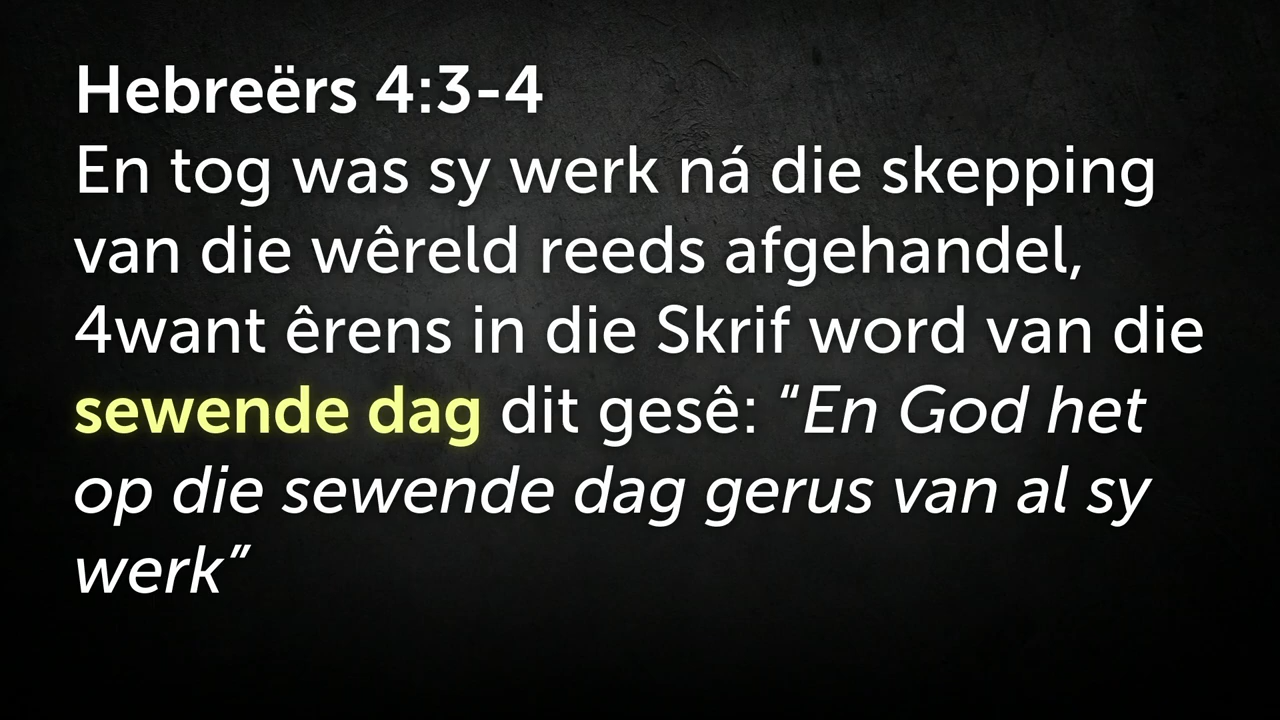 Hebreërs 4:3-4
En tog was sy werk ná die skepping
van die wêreld reeds afgehandel,
4want êrens in die Skrif word van die
sewende dag dit gesê: “En God het
op die sewende dag gerus van al sy
werk”